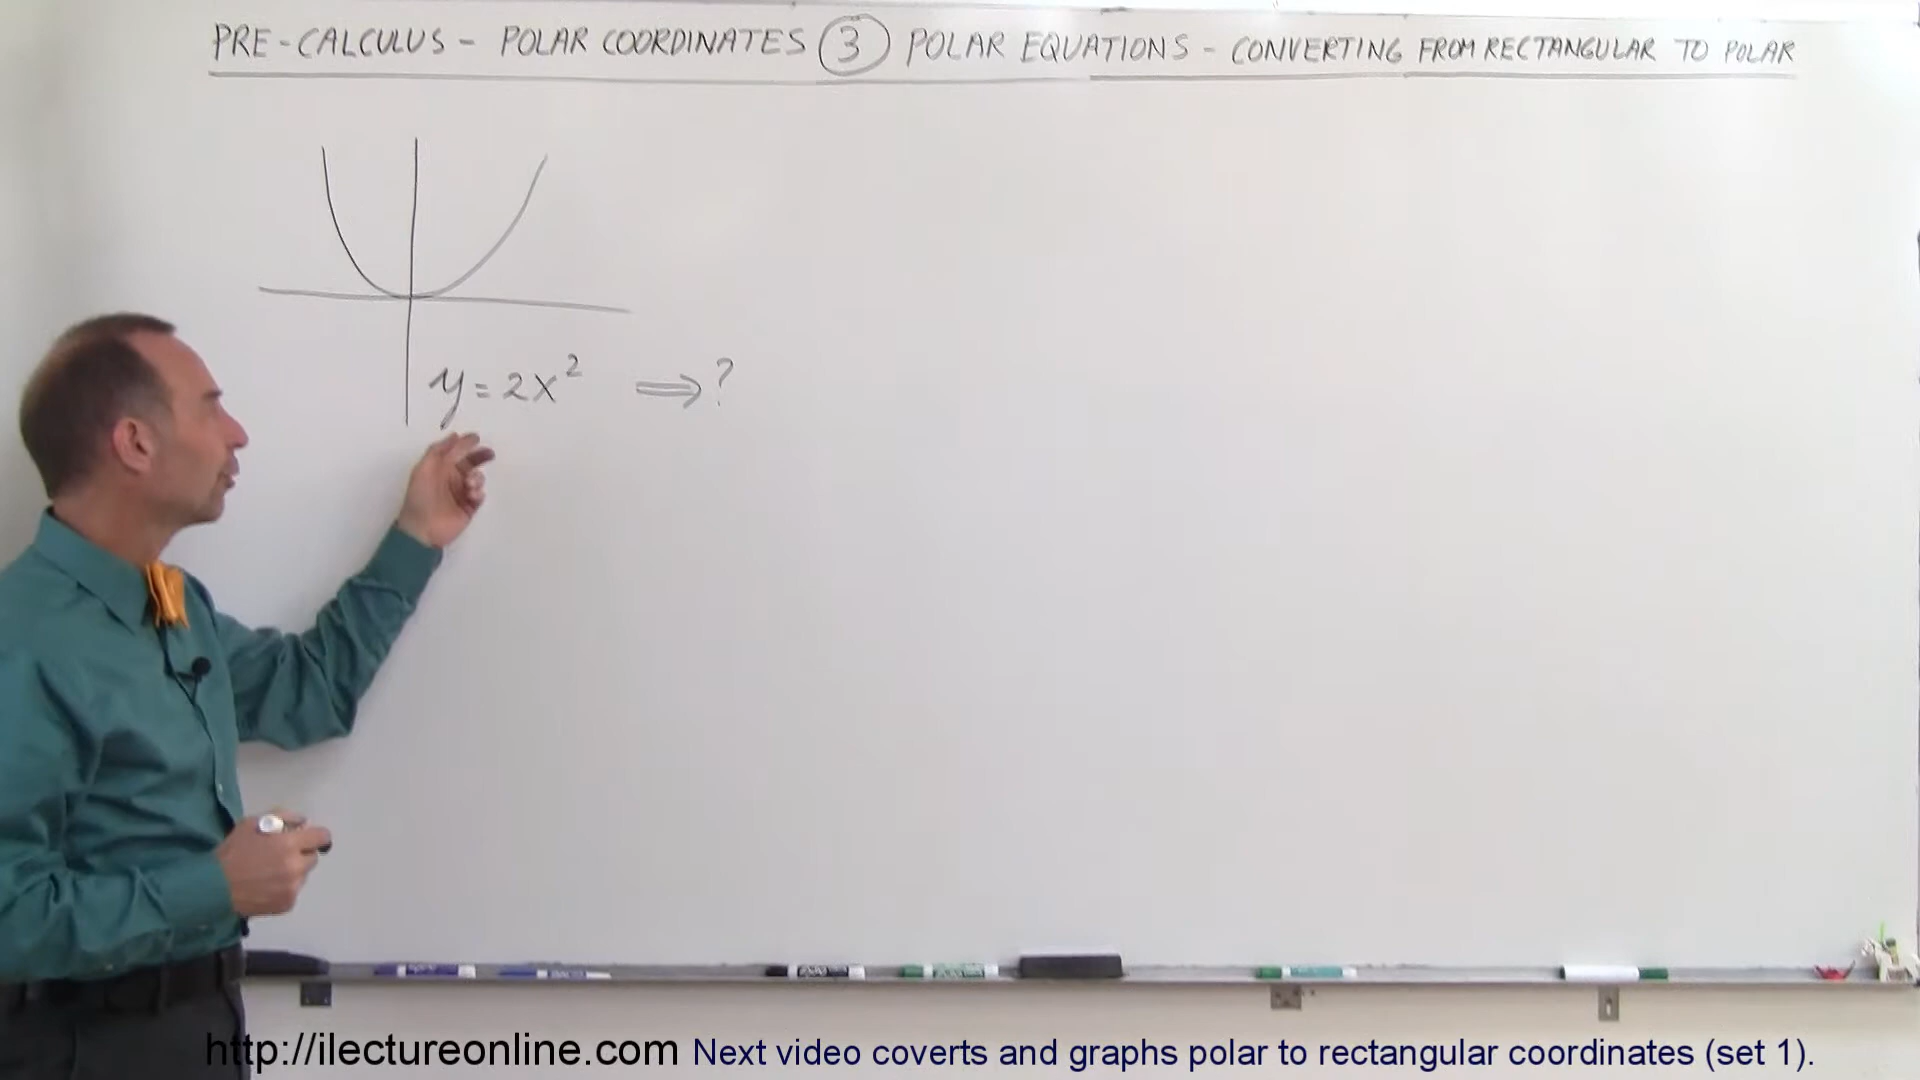 PRE-CALCULUS - POLAR COORDINATES 3 POLAR EQUATIONS - CONVERTING FROM RECTANGULAR TO POLAR
y = 2x² ⟹ ?
http://ilectureonline.com Next video coverts and graphs polar to rectangular coordinates (set 1).